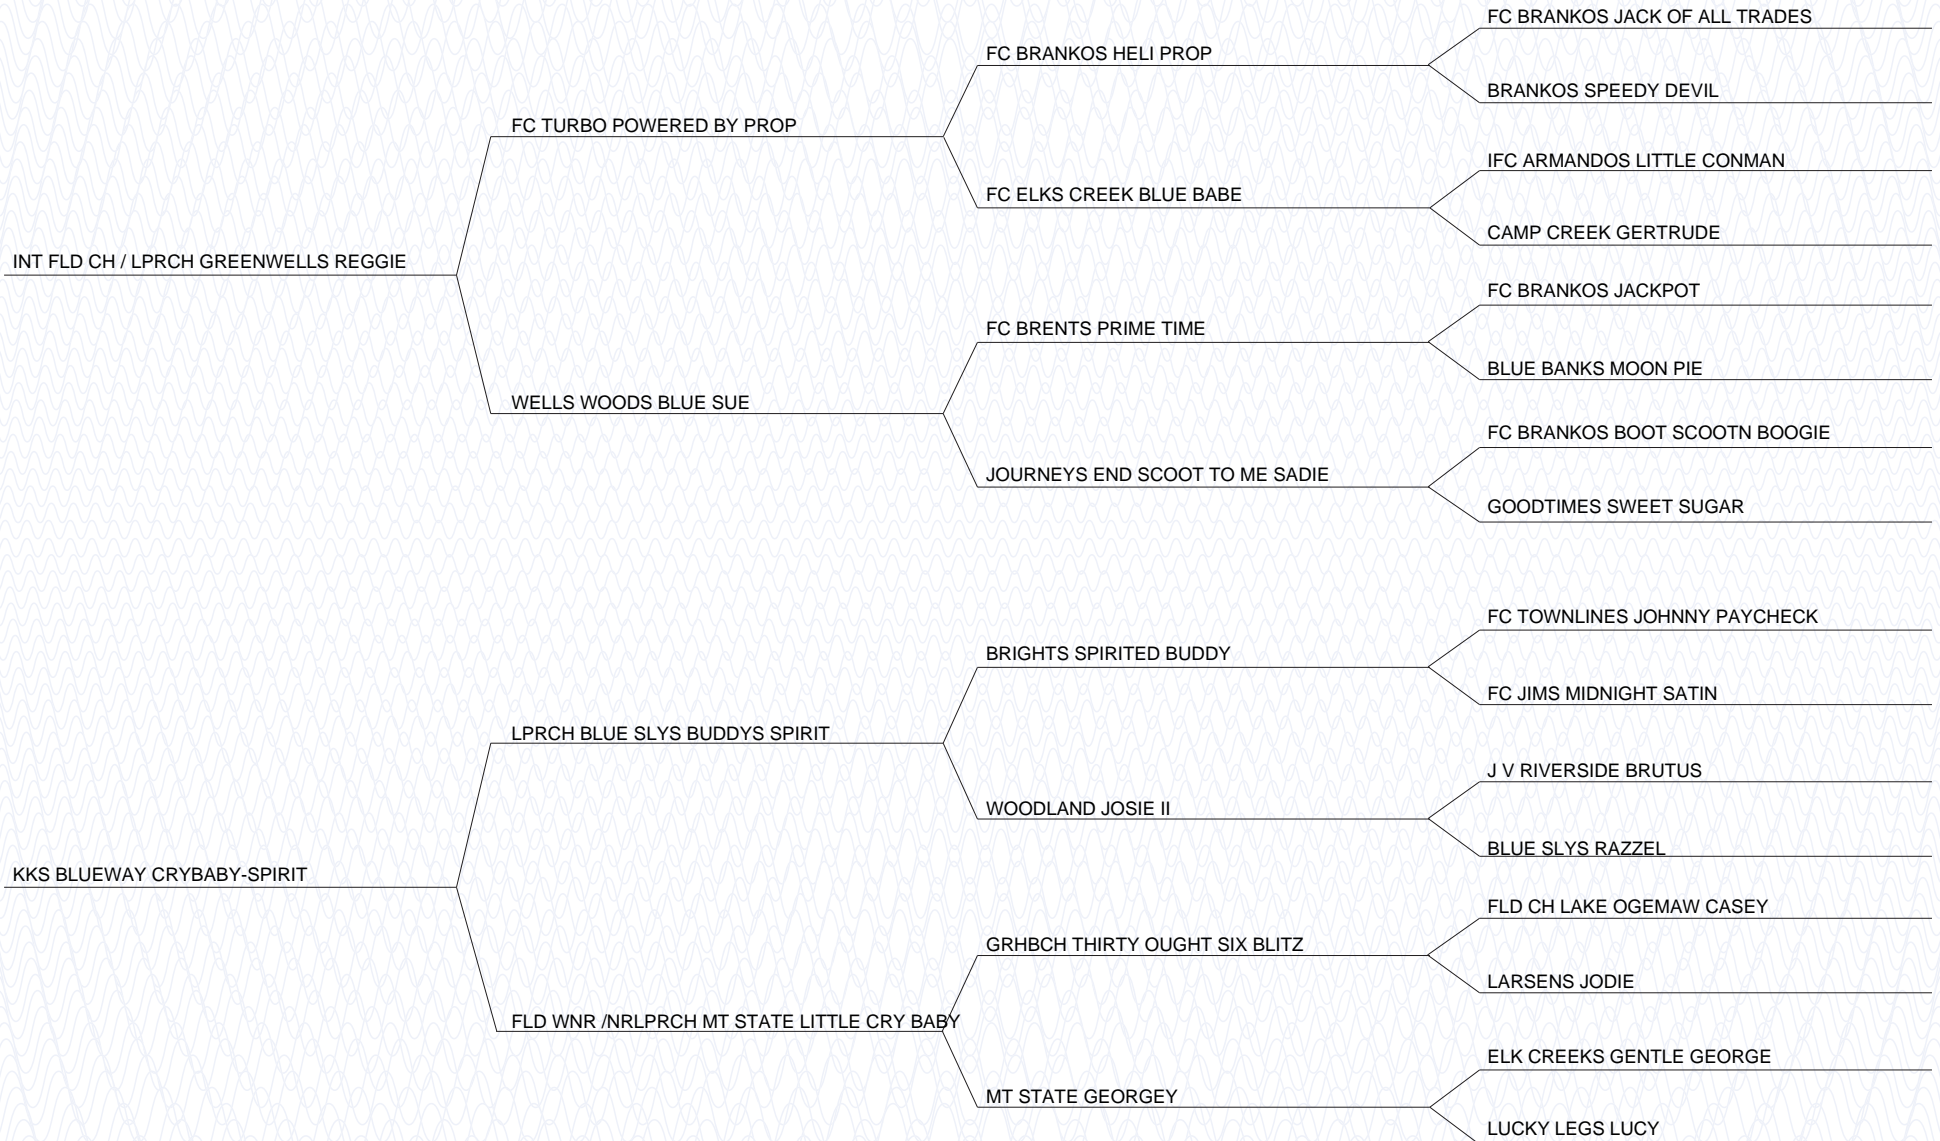 FC BRANKOS JACK OF ALL TRADES
FC BRANKOS HELI PROP
BRANKOS SPEEDY DEVIL
FC TURBO POWERED BY PROP
IFC ARMANDOS LITTLE CONMAN
FC ELKS CREEK BLUE BABE
CAMP CREEK GERTRUDE
INT FLD CH / LPRCH GREENWELLS REGGIE
FC BRANKOS JACKPOT
FC BRENTS PRIME TIME
BLUE BANKS MOON PIE
WELLS WOODS BLUE SUE
FC BRANKOS BOOT SCOOTN BOOGIE
JOURNEYS END SCOOT TO ME SADIE
GOODTIMES SWEET SUGAR
FC TOWNLINES JOHNNY PAYCHECK
BRIGHTS SPIRITED BUDDY
FC JIMS MIDNIGHT SATIN
LPRCH BLUE SLYS BUDDYS SPIRIT
J V RIVERSIDE BRUTUS
WOODLAND JOSIE II
BLUE SLYS RAZZEL
KKS BLUEWAY CRYBABY-SPIRIT
FLD CH LAKE OGEMAW CASEY
GRHBCH THIRTY OUGHT SIX BLITZ
LARSENS JODIE
FLD WNR /NRLPRCH MT STATE LITTLE CRY BABY
ELK CREEKS GENTLE GEORGE
MT STATE GEORGEY
LUCKY LEGS LUCY